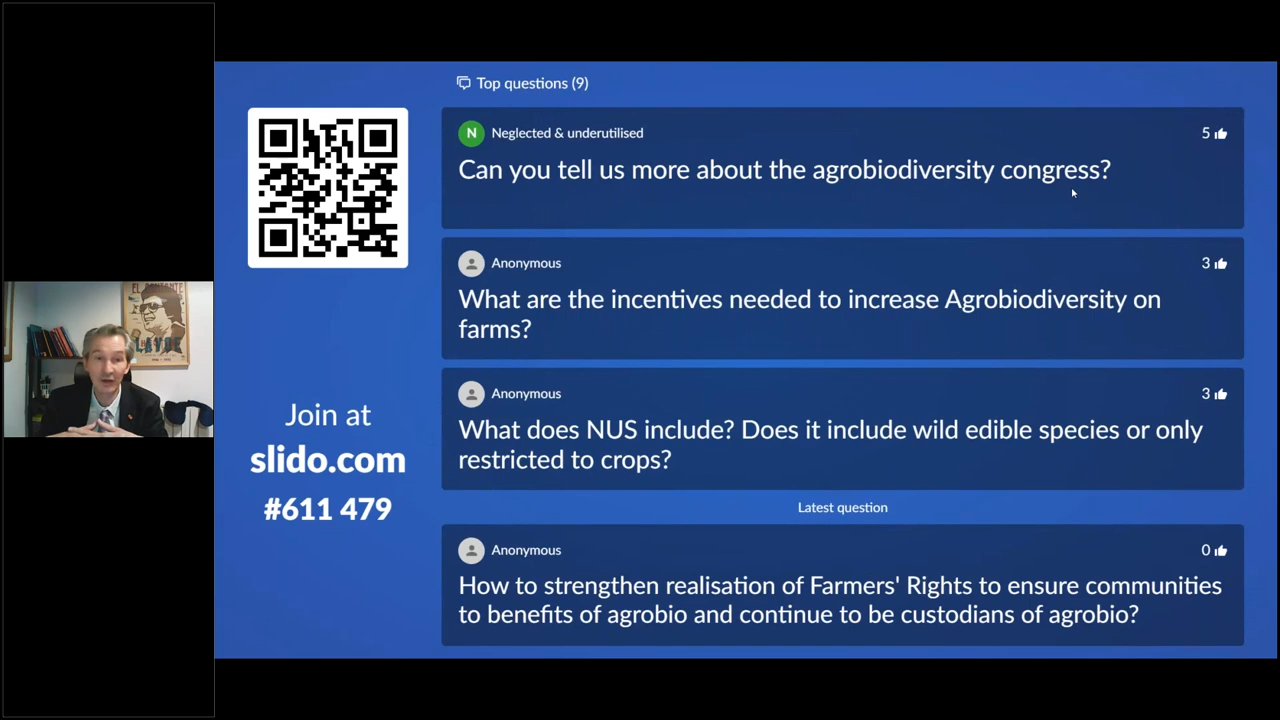 Top questions (9)
N Neglected & underutilised 5
Can you tell us more about the agrobiodiversity congress?
Anonymous 3
What are the incentives needed to increase Agrobiodiversity on
farms?
Anonymous 3
What does NUS include? Does it include wild edible species or only
restricted to crops?
Latest question
Anonymous 0
How to strengthen realisation of Farmers' Rights to ensure communities
to benefits of agrobio and continue to be custodians of agrobio?
Join at
slido.com
#611 479
EL CANTANTE
LAVOE